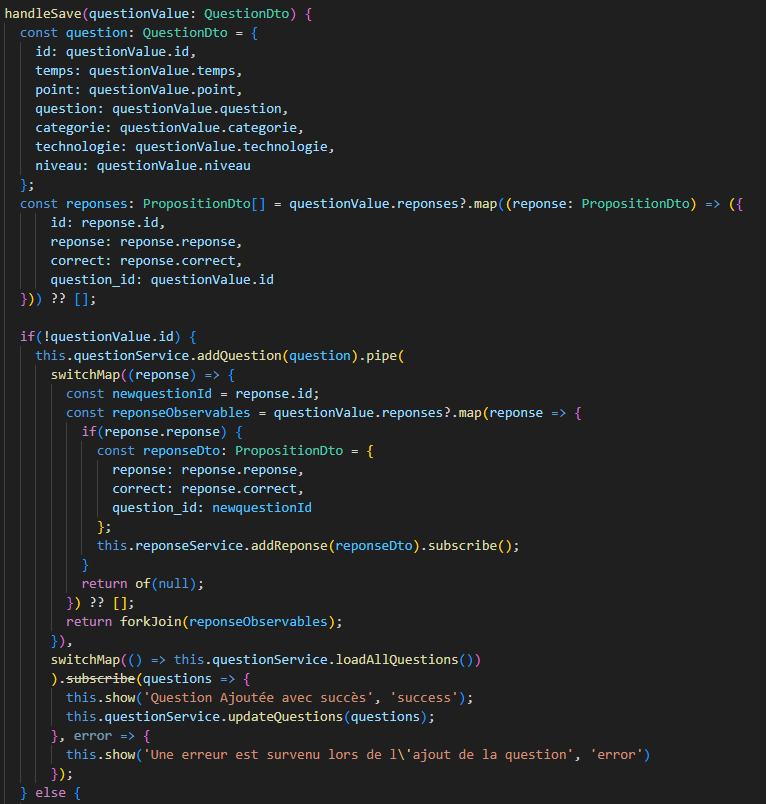 handleSave(questionValue: QuestionDto) {
const question: QuestionDto = {
id: questionValue.id,
temps: questionValue.temps,
point: questionValue.point,
question: questionValue.question,
categorie: questionValue.categorie,
technologie: questionValue.technologie,
niveau: questionValue.niveau
};
const reponses: PropositionDto[] = questionValue.reponses?.map((reponse: PropositionDto) => ({
id: reponse.id,
reponse: reponse.reponse,
correct: reponse.correct,
question_id: questionValue.id
})) ?? [];
if(!questionValue.id) {
this.questionService.addQuestion(question).pipe(
switchMap((reponse) => {
const newquestionId = reponse.id;
const reponseObservables = questionValue.reponses?.map(reponse => {
if(reponse.reponse) {
const reponseDto: PropositionDto = {
reponse: reponse.reponse,
correct: reponse.correct,
question_id: newquestionId
};
this.reponseService.addReponse(reponseDto).subscribe();
}
return of(null);
}) ?? [];
return forkJoin(reponseObservables);
}),
switchMap(() => this.questionService.loadAllQuestions())
).subscribe(questions => {
this.show('Question Ajoutée avec succès', 'success');
this.questionService.updateQuestions(questions);
}, error => {
this.show('Une erreur est survenu lors de l\'ajout de la question', 'error')
});
} else {